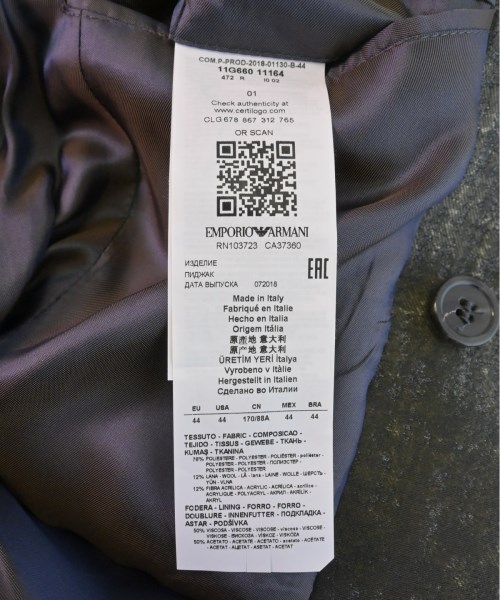 COM.P-PROD-2018-01130-B-44
11G660 11164
472 R
01
Check authenticity at
www.certilogo.com
CLG 678 867 312 765
OR SCAN
EMPORIO ARMANI
RN103723 CA37360
EAC
ИЗДЕЛИЕ
ПИДЖАК
ДАТА ВЫПУСКА 072018
Made in Italy
Fabriqué en Italie
Hecho en Italia
Origem Itália
原產地 意大利
原产地 意大利
ÜRETİM YERİ İtalya
Vyrobeno v Itálie
Hergestellt in Italien
Сделано во Италии
EU USA CN MEX BRA
44 44 170/88A 44 44
TESSUTO - FABRIC - COMPOSICAO -
TEJIDO - TISSUS - GEWEBE - ТКАНЬ -
KUMAŞ - TKANINA
76% POLIESTERE - POLYESTER - POLIÉSTER - poliéster -
POLYESTER - POLYESTER - ПОЛИЭСТЕР -
POLYESTER - POLYESTER
12% LANA - WOOL - LÃ - lana - LAINE - WOLLE - ШЕРСТЬ -
YÜN - VLNA
12% FIBRA ACRILICA - ACRYLIC - ACRILICA - acrílico -
ACRYLIQUE - POLYACRYL - АКРИЛ - AKRİLİK -
AKRYL
FODERA - LINING - FORRO - FORRO -
DOUBLURE - INNENFUTTER - ПОДКЛАДКА -
ASTAR - PODŠÍVKA
50% VISCOSA - VISCOSE - VISCOSE - viscosa - VISCOSE -
VISKOSE - ВИСКОЗА - VİSKOZ - VISKÓZA
50% ACETATO - ACETATE - ACETATO - acetato - ACÉTATE
- ACETAT - АЦЕТАТ - ASETAT - ACETÁT